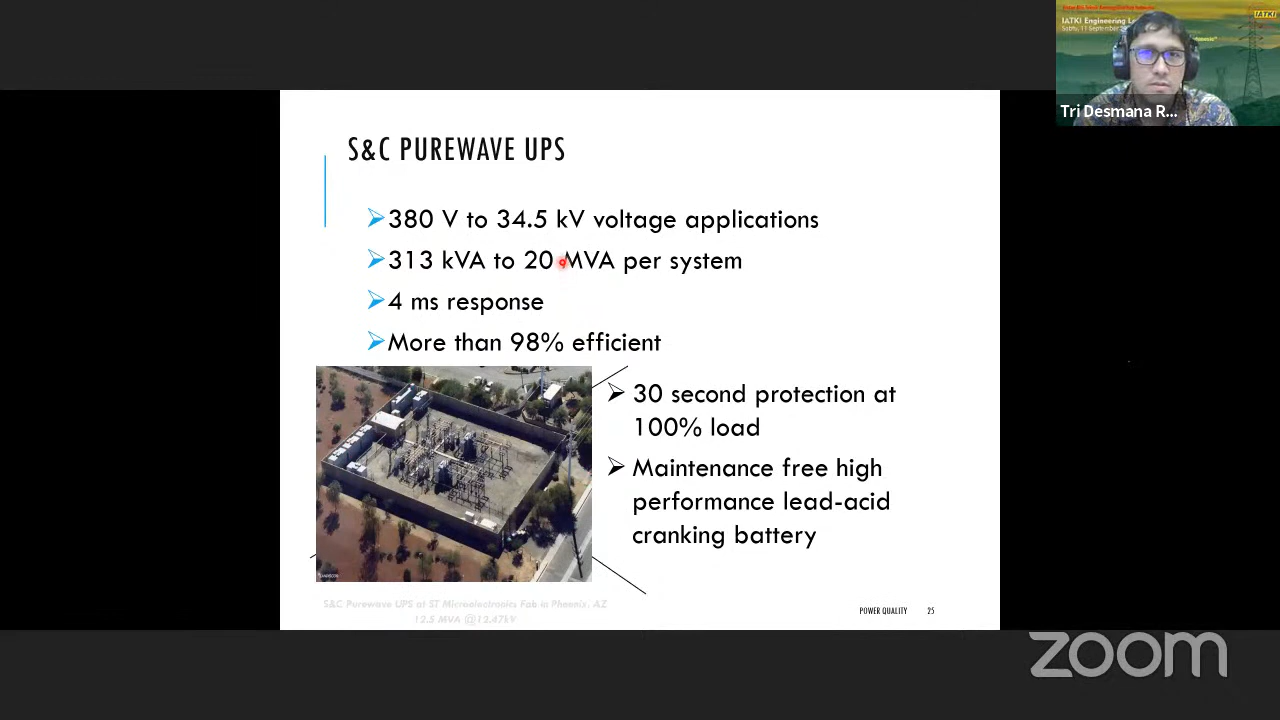 IATKI Engineering L
Sabtu, 11 September
IATKI
Tri Desmana R...
S&C PUREWAVE UPS
➢380 V to 34.5 kV voltage applications
➢313 kVA to 20 MVA per system
➢4 ms response
➢More than 98% efficient
➢ 30 second protection at
100% load
➢ Maintenance free high
performance lead-acid
cranking battery
S&C Purewave UPS at ST Microelectronics Fab in Phoenix, AZ
12.5 MVA @12.47kV
POWER QUALITY 25
zoom